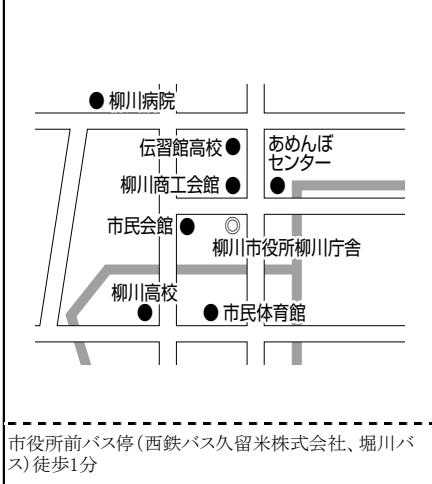 柳川病院
伝習館高校
あめんぼ
センター
柳川商工会館
市民会館
柳川市役所柳川庁舎
柳川高校
市民体育館
市役所前バス停(西鉄バス久留米株式会社、堀川バ
ス)徒歩1分